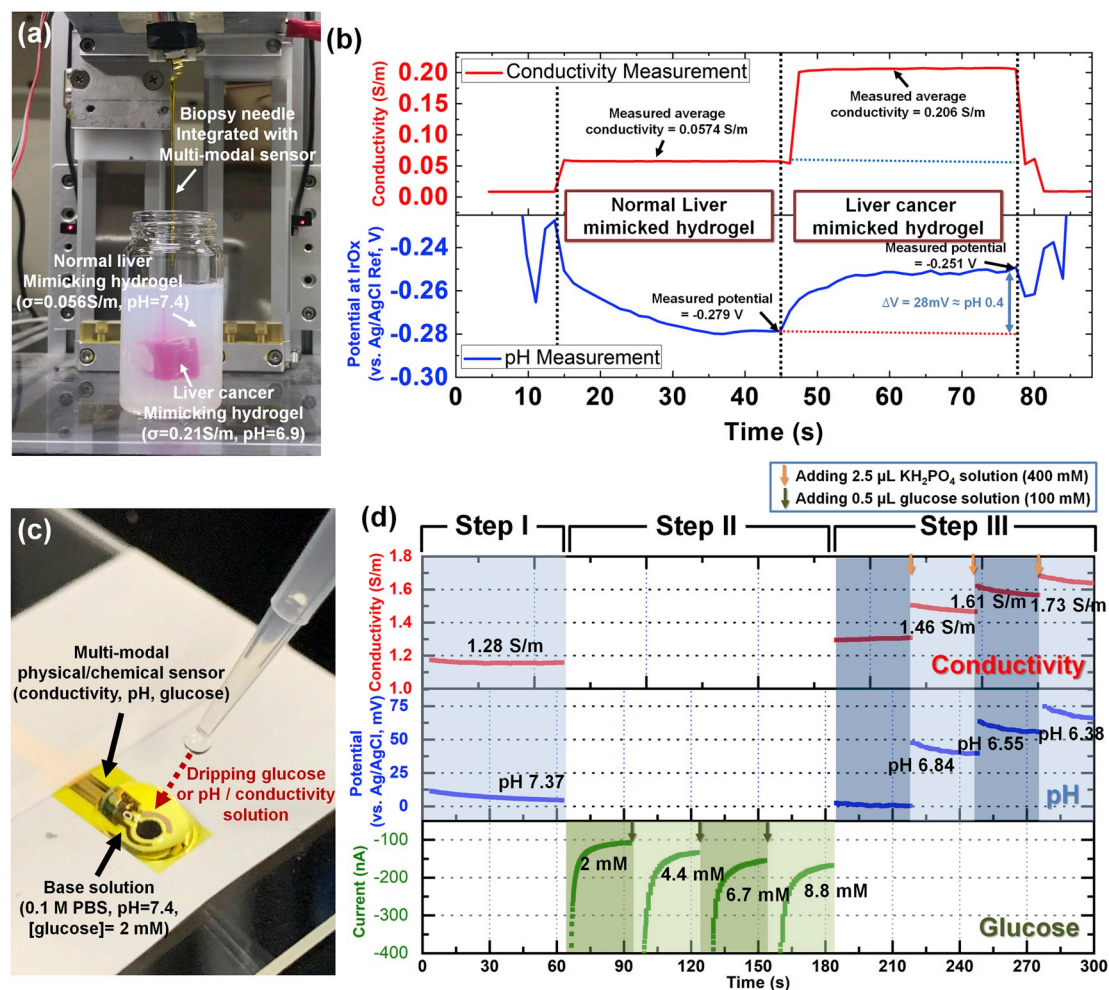 (a)
Biopsy needle
Integrated with
Multi-modal sensor
Normal liver
Mimicking hydrogel
(σ=0.056S/m, pH=7.4)
Liver cancer
Mimicking hydrogel
(σ=0.21S/m, pH=6.9)
(b)
Conductivity (S/m)
0.20
0.15
0.10
0.05
0.00
Conductivity Measurement
Measured average
conductivity = 0.0574 S/m
Measured average
conductivity = 0.206 S/m
Normal Liver
mimicked hydrogel
Liver cancer
mimicked hydrogel
Potential at IrOx
(vs. Ag/AgCl Ref, V)
-0.24
-0.26
-0.28
-0.30
Measured potential
= -0.279 V
Measured potential
= -0.251 V
ΔV = 28mV ≈ pH 0.4
pH Measurement
0 10 20 30 40 50 60 70 80
Time (s)
(c)
Multi-modal
physical/chemical sensor
(conductivity, pH, glucose)
Dripping glucose
or pH / conductivity
solution
Base solution
(0.1 M PBS, pH=7.4,
[glucose]= 2 mM)
Adding 2.5 µL KH₂PO₄ solution (400 mM)
Adding 0.5 µL glucose solution (100 mM)
(d)
Step I Step II Step III
Conductivity (S/m)
1.8
1.6
1.4
1.2
1.0
1.28 S/m
1.46 S/m
1.61 S/m
1.73 S/m
Conductivity
Potential
(vs. Ag/AgCl, mV)
75
50
25
0
pH 7.37
pH 6.84
pH 6.55
pH 6.38
pH
Current (nA)
-100
-200
-300
-400
2 mM
4.4 mM
6.7 mM
8.8 mM
Glucose
0 30 60 90 120 150 180 210 240 270 300
Time (s)